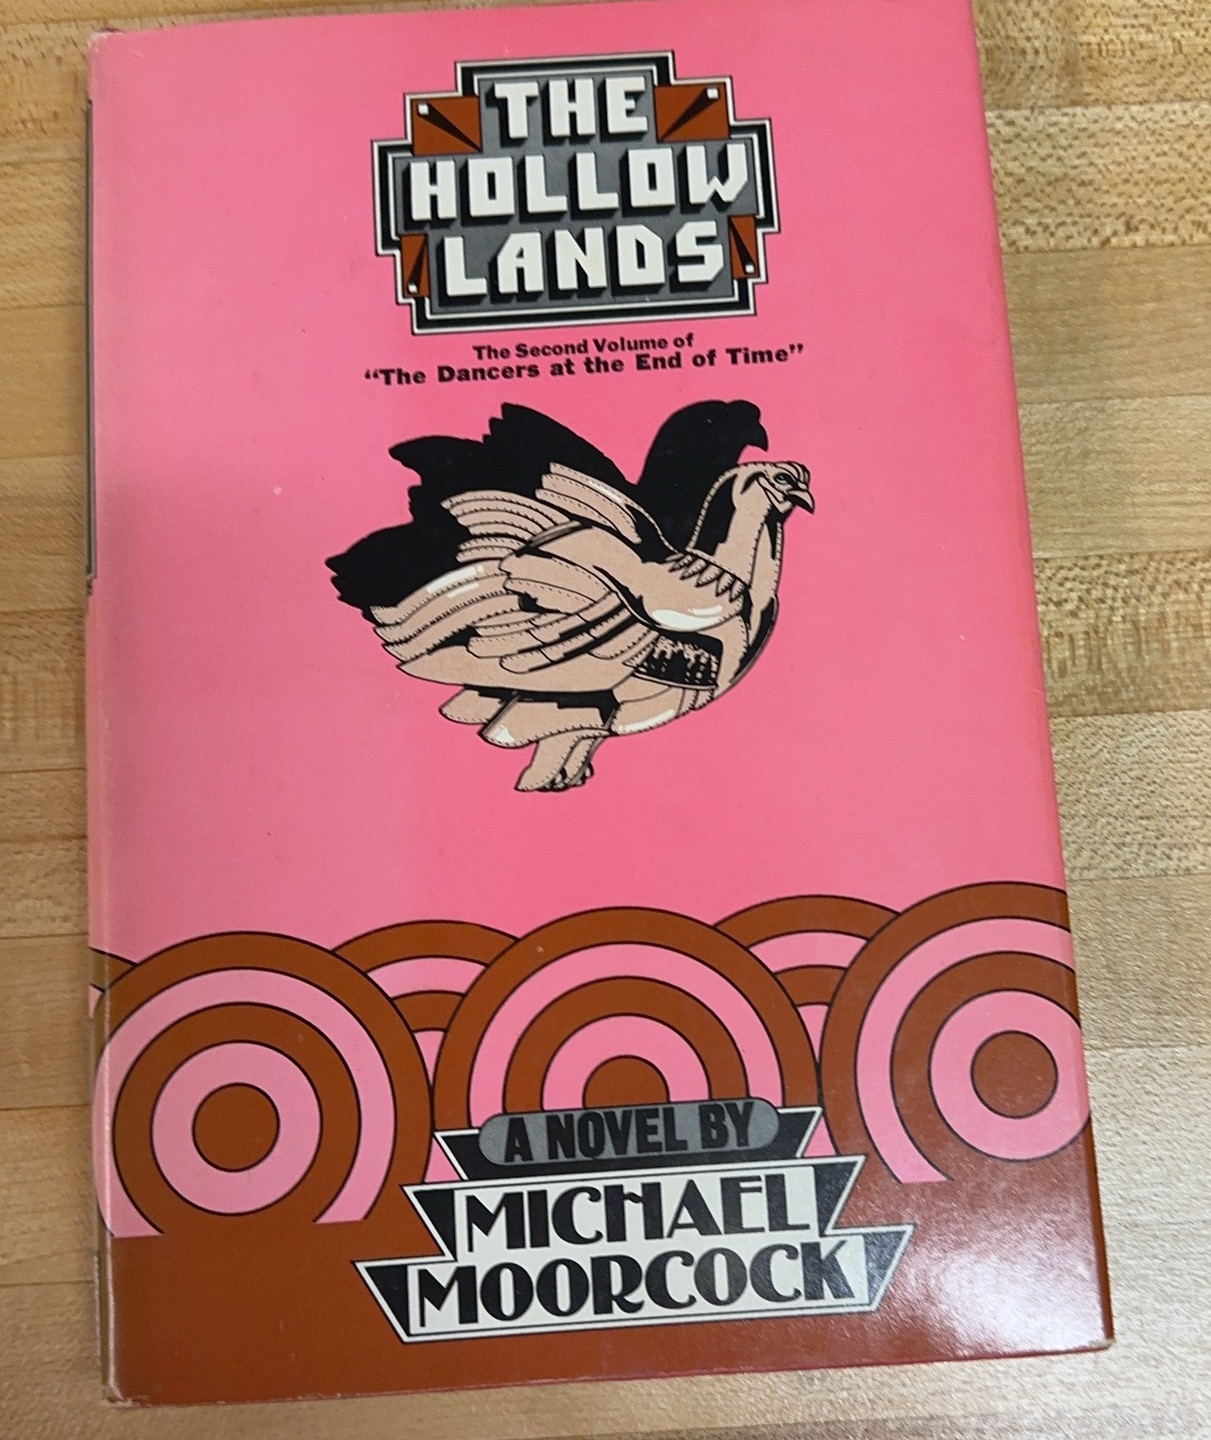 THE
HOLLOW
LANDS
The Second Volume of
“The Dancers at the End of Time”
A NOVEL BY
MICHAEL
MOORCOCK